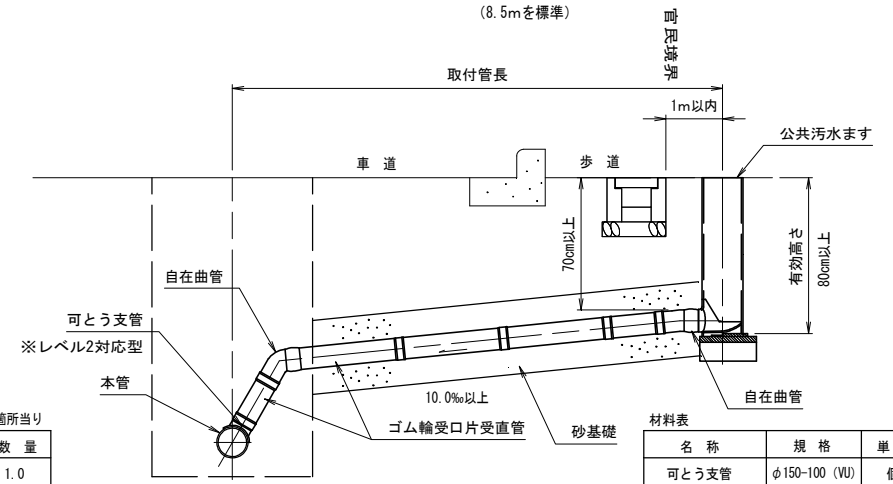 (8.5mを標準)
官民境界
取付管長
1m以内
公共汚水ます
車 道
歩 道
70cm以上
有効高さ
80cm以上
自在曲管
可とう支管
※レベル2対応型
本管
10.0‰以上
自在曲管
ゴム輪受口片受直管
砂基礎
箇所当り
数 量
1.0
材料表
名 称
規 格
単
可とう支管
φ150-100 (VU)